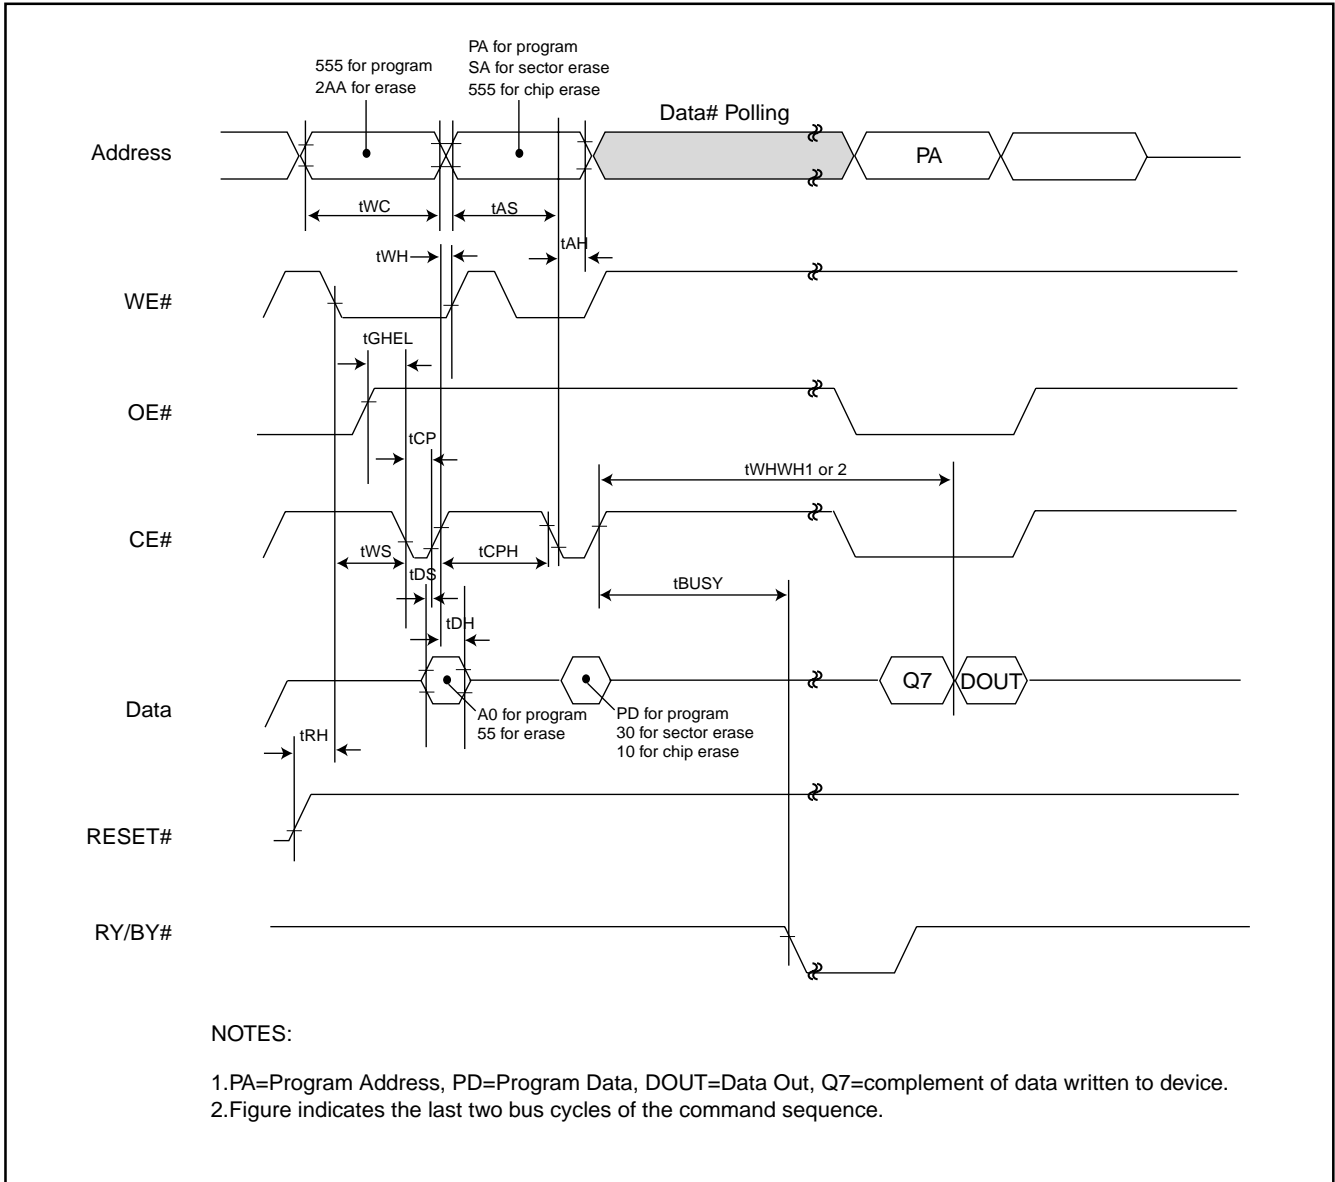 555 for program
2AA for erase
PA for program
SA for sector erase
555 for chip erase
Data# Polling
Address
PA
tWC
tAS
tAH
tWH
WE#
tGHEL
OE#
tCP
tWHWH1 or 2
CE#
tWS
tCPH
tDS
tBUSY
tDH
Data
Q7
DOUT
A0 for program
55 for erase
PD for program
30 for sector erase
10 for chip erase
tRH
RESET#
RY/BY#
NOTES:
1.PA=Program Address, PD=Program Data, DOUT=Data Out, Q7=complement of data written to device.
2.Figure indicates the last two bus cycles of the command sequence.